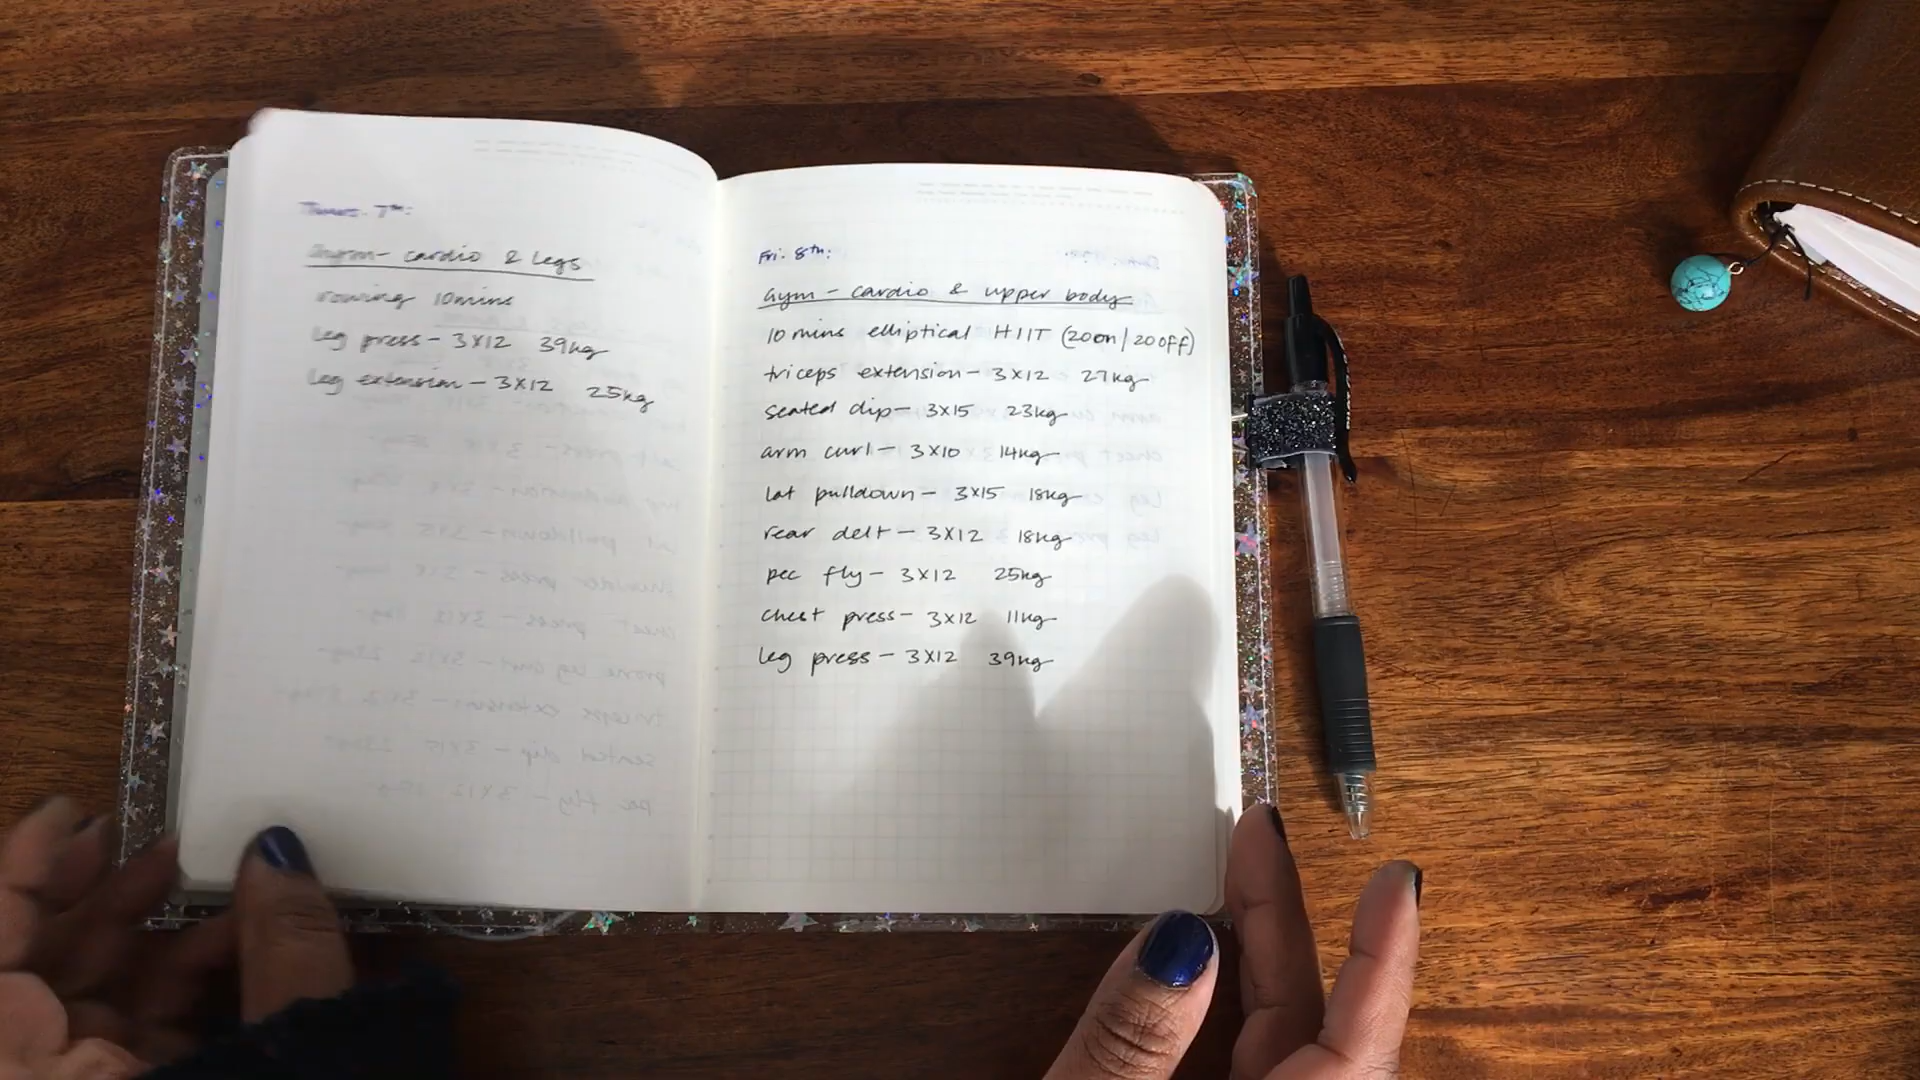 Thurs. 7th:
Gym - cardio & Legs
rowing 10mins
leg press - 3x12 39kg
leg extension - 3x12 25kg
Fri. 8th:
Gym - cardio & upper body
10 mins elliptical HIIT (20on/20off)
triceps extension - 3x12 27kg
seated dip - 3x15 23kg
arm curl - 3x10 14kg
lat pulldown - 3x15 18kg
rear delt - 3x12 18kg
pec fly - 3x12 25kg
chest press - 3x12 11kg
leg press - 3x12 39kg